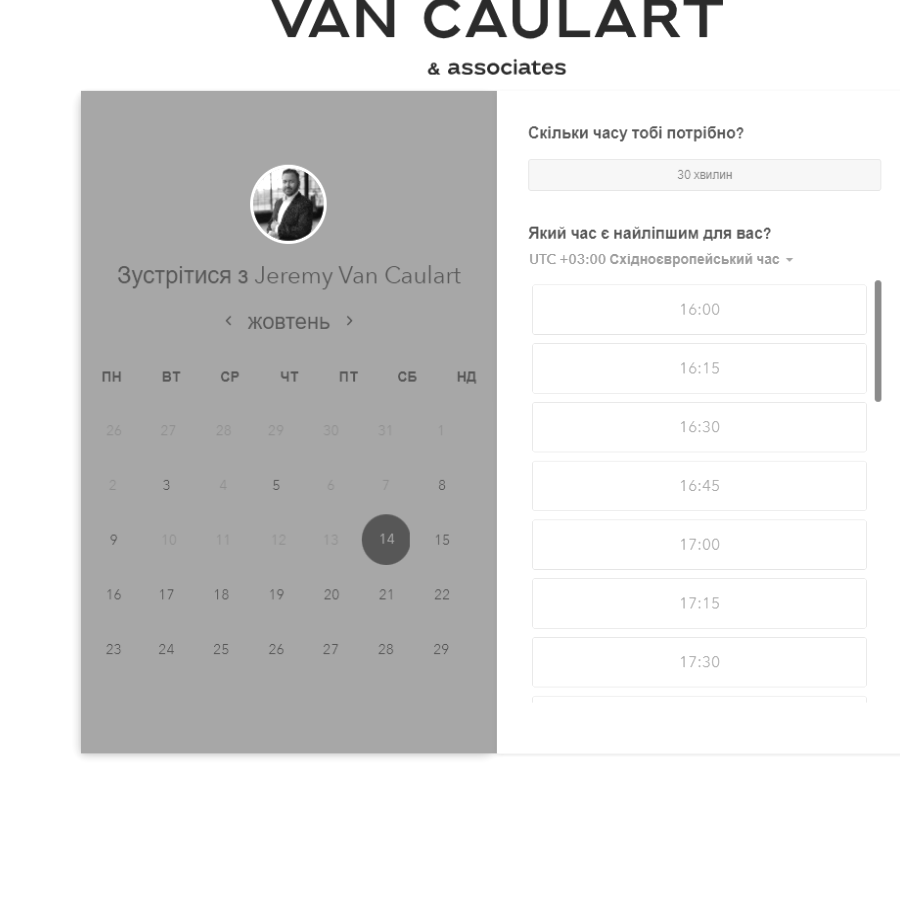 VAN CAULART
& associates
Зустрітися з Jeremy Van Caulart
жовтень
ПН ВТ СР ЧТ ПТ СБ НД
26 27 28 29 30 31 1
2 3 4 5 6 7 8
9 10 11 12 13 14 15
16 17 18 19 20 21 22
23 24 25 26 27 28 29
Скільки часу тобі потрібно?
30 хвилин
Який час є найліпшим для вас?
UTC +03:00 Східноєвропейський час
16:00
16:15
16:30
16:45
17:00
17:15
17:30